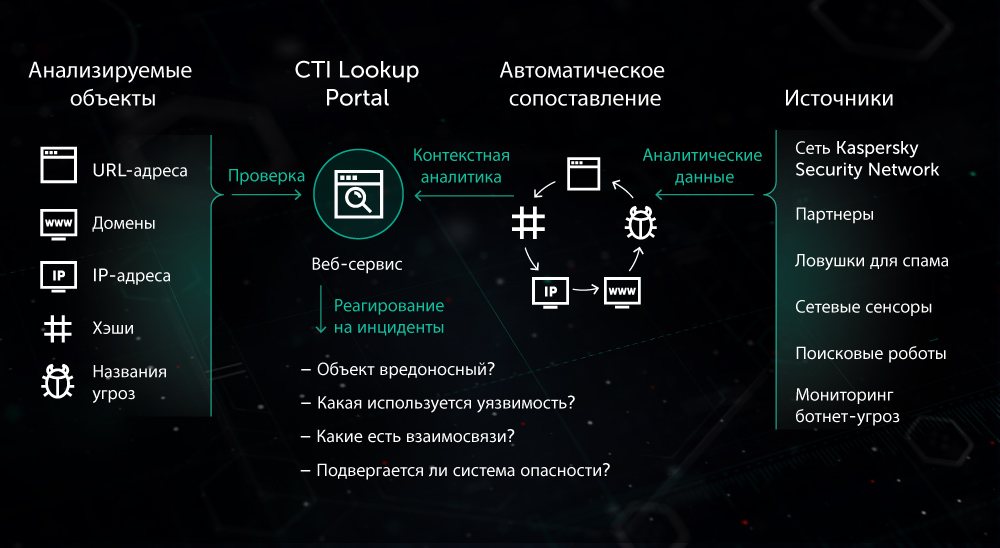 Анализируемые
объекты
URL-адреса
WWW
Домены
IP
IP-адреса
Хэши
Названия
угроз
Проверка
CTI Lookup
Portal
Веб-сервис
Реагирование
на инциденты
– Объект вредоносный?
– Какая используется уязвимость?
– Какие есть взаимосвязи?
– Подвергается ли система опасности?
Контекстная
аналитика
Автоматическое
сопоставление
IP
WWW
Аналитические
данные
Источники
Сеть Kaspersky
Security Network
Партнеры
Ловушки для спама
Сетевые сенсоры
Поисковые роботы
Мониторинг
ботнет-угроз